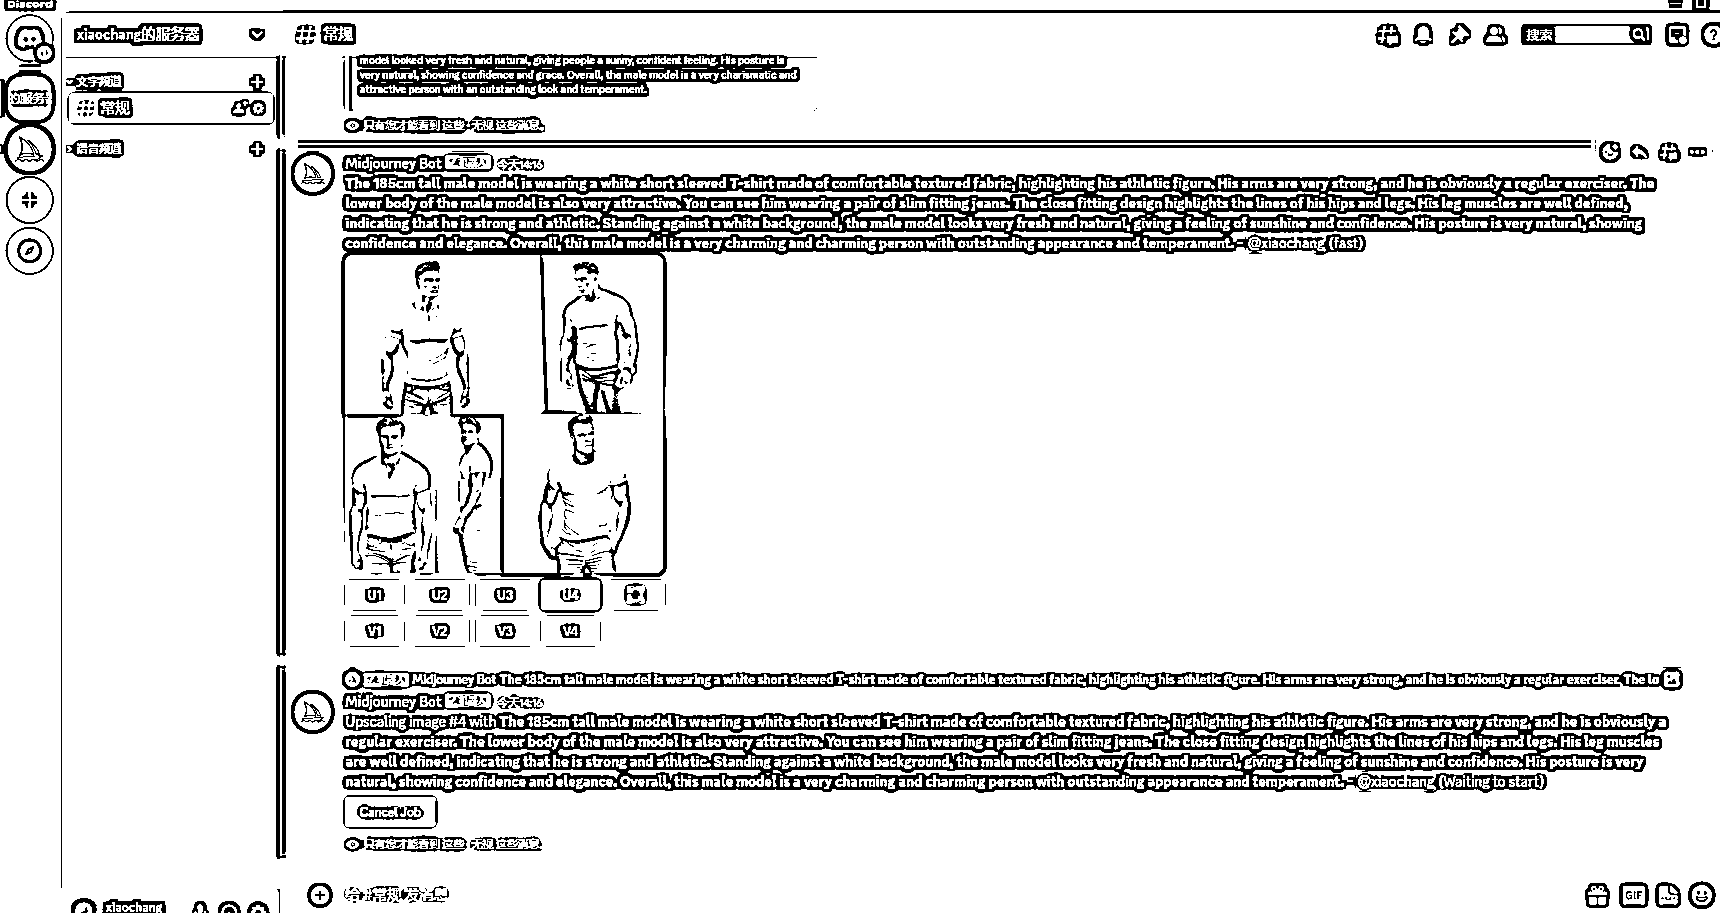 Discord
xiaochang的服务器
常规
搜索
文字频道
常规
语音频道
的服务
model looked very fresh and natural, giving people a sunny, confident feeling. His posture is
very natural, showing confidence and grace. Overall, the male model is a very charismatic and
attractive person with an outstanding look and temperament.
只有您才能看到这些 · 无视这些消息.
Midjourney Bot 机器人 今天14:16
The 185cm tall male model is wearing a white short sleeved T-shirt made of comfortable textured fabric, highlighting his athletic figure. His arms are very strong, and he is obviously a regular exerciser. The
lower body of the male model is also very attractive. You can see him wearing a pair of slim fitting jeans. The close fitting design highlights the lines of his hips and legs. His leg muscles are well defined,
indicating that he is strong and athletic. Standing against a white background, the male model looks very fresh and natural, giving a feeling of sunshine and confidence. His posture is very natural, showing
confidence and elegance. Overall, this male model is a very charming and charming person with outstanding appearance and temperament. - @xiaochang (fast)
U1 U2 U3 U4
V1 V2 V3 V4
机器人 Midjourney Bot The 185cm tall male model is wearing a white short sleeved T-shirt made of comfortable textured fabric, highlighting his athletic figure. His arms are very strong, and he is obviously a regular exerciser. The lo
Midjourney Bot 机器人 今天14:16
Upscaling image #4 with The 185cm tall male model is wearing a white short sleeved T-shirt made of comfortable textured fabric, highlighting his athletic figure. His arms are very strong, and he is obviously a
regular exerciser. The lower body of the male model is also very attractive. You can see him wearing a pair of slim fitting jeans. The close fitting design highlights the lines of his hips and legs. His leg muscles
are well defined, indicating that he is strong and athletic. Standing against a white background, the male model looks very fresh and natural, giving a feeling of sunshine and confidence. His posture is very
natural, showing confidence and elegance. Overall, this male model is a very charming and charming person with outstanding appearance and temperament. - @xiaochang (Waiting to start)
Cancel Job
只有您才能看到这些 · 无视这些消息
给 #常规 发消息
GIF
xiaochang